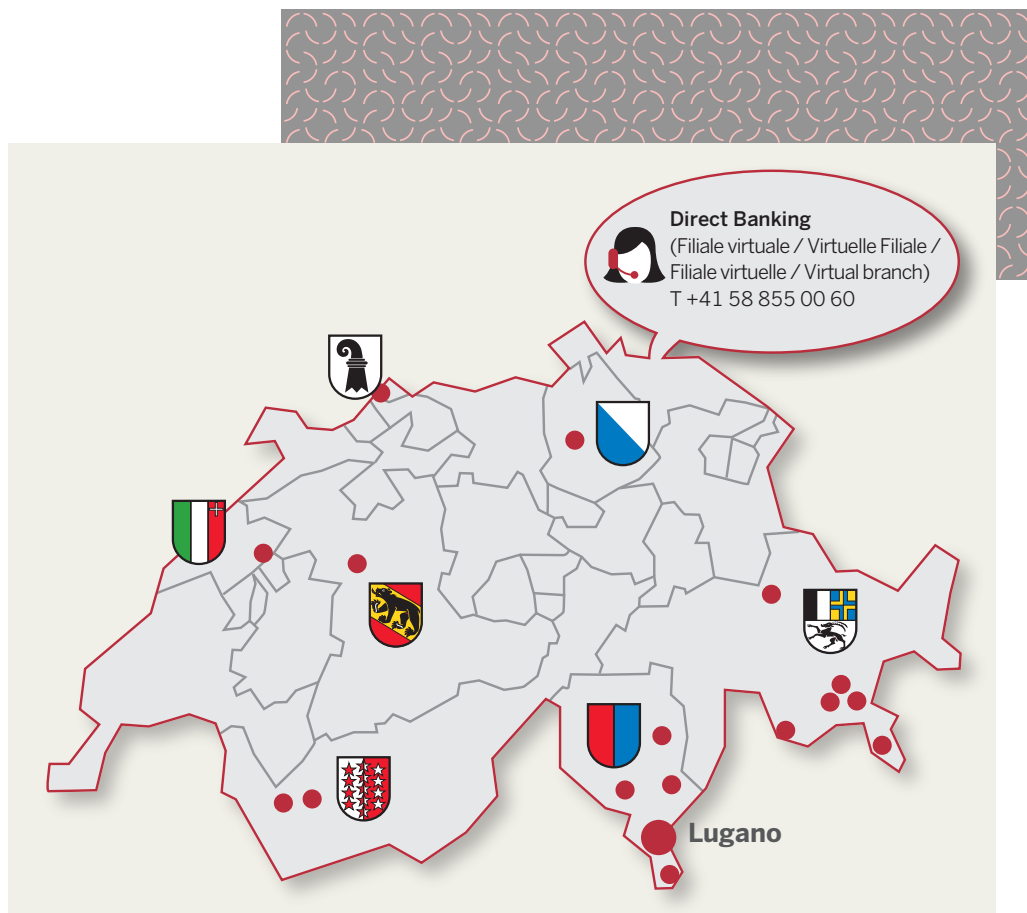 Direct Banking
(Filiale virtuale / Virtuelle Filiale /
Filiale virtuelle / Virtual branch)
T +41 58 855 00 60
Lugano